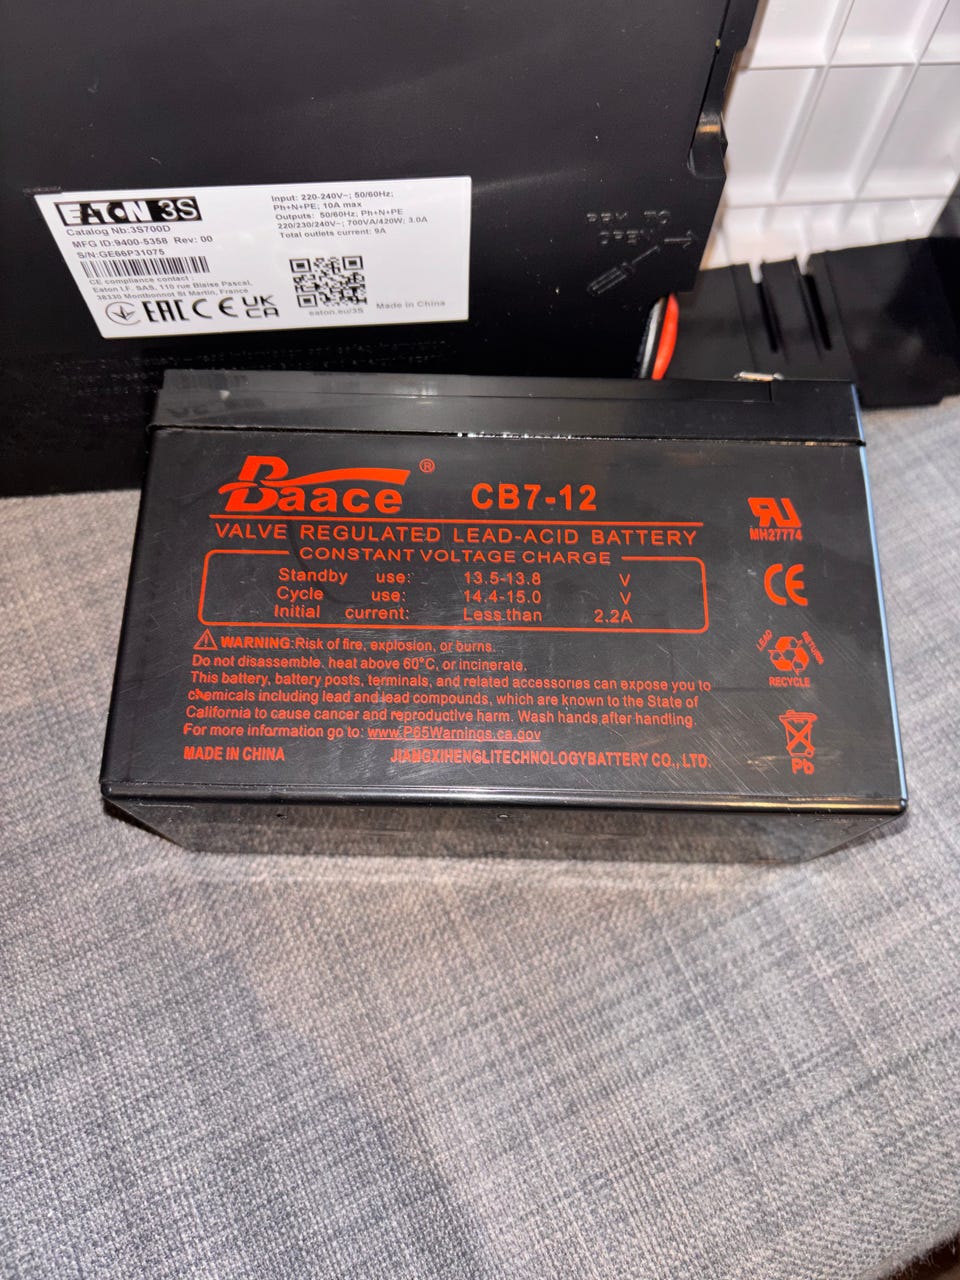 EATON 3S
Catalog Nb:3S700D
MFG ID:9400-5358 Rev: 00
S/N:GE66P31075
CE compliance contact :
Eaton I.F. SAS, 110 rue Blaise Pascal,
38330 Montbonnot St Martin, France
EAC CE UK CA
Input: 220-240V~; 50/60Hz;
Ph+N+PE; 10A max
Outputs: 50/60Hz; Ph+N+PE
220/230/240V~; 700VA/420W; 3.0A
Total outlets current: 9A
eaton.eu/3S
Made in China
PRY TO
OPEN
Baace®
CB7-12
VALVE REGULATED LEAD-ACID BATTERY
CONSTANT VOLTAGE CHARGE
Standby use: 13.5-13.8 V
Cycle use: 14.4-15.0 V
Initial current: Less than 2.2A
⚠ WARNING: Risk of fire, explosion, or burns.
Do not disassemble, heat above 60°C, or incinerate.
This battery, battery posts, terminals, and related accessories can expose you to
chemicals including lead and lead compounds, which are known to the State of
California to cause cancer and reproductive harm. Wash hands after handling.
For more information go to: www.P65Warnings.ca.gov
MADE IN CHINA
JIANGXIHENGLITECHNOLOGYBATTERY CO., LTD.
MH27774
CE
LEAD RETURN
RECYCLE
Pb